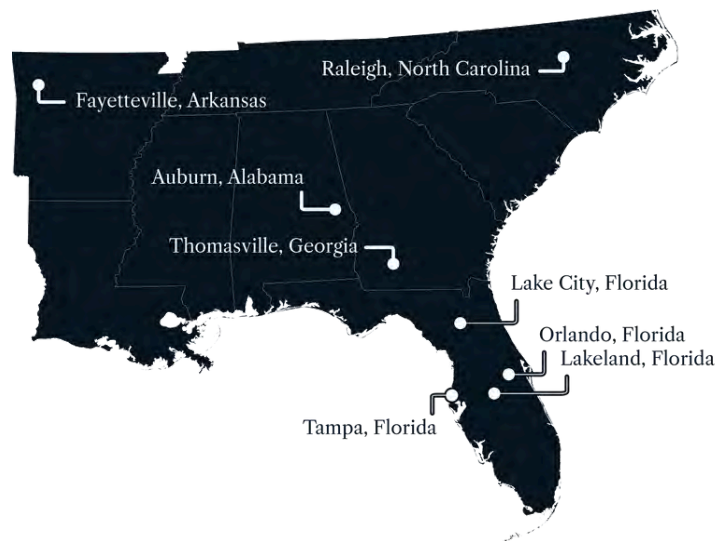 Raleigh, North Carolina
Fayetteville, Arkansas
Auburn, Alabama
Thomasville, Georgia
Lake City, Florida
Orlando, Florida
Lakeland, Florida
Tampa, Florida